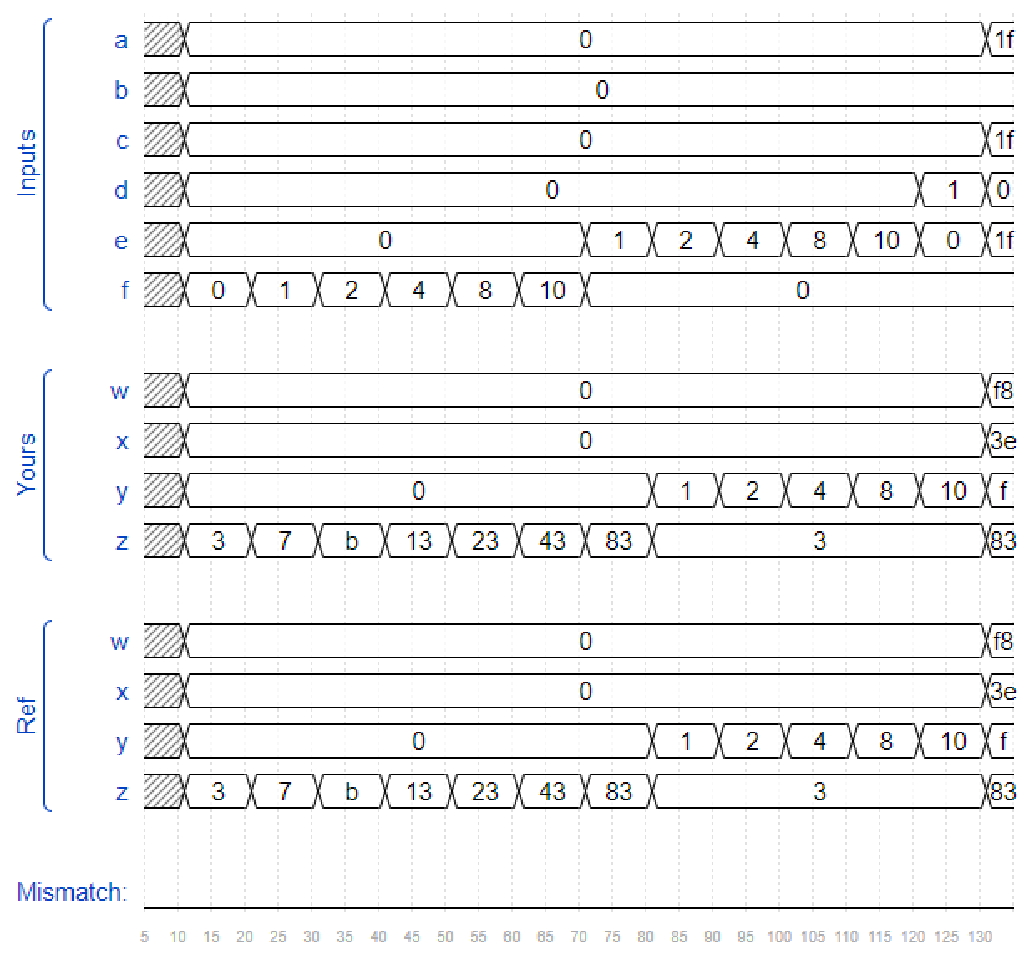 Inputs
a 0 1f
b 0
c 0 1f
d 0 1 0
e 0 1 2 4 8 10 0 1f
f 0 1 2 4 8 10 0
Yours
w 0 f8
x 0 3e
y 0 1 2 4 8 10 f
z 3 7 b 13 23 43 83 3 83
Ref
w 0 f8
x 0 3e
y 0 1 2 4 8 10 f
z 3 7 b 13 23 43 83 3 83
Mismatch:
5 10 15 20 25 30 35 40 45 50 55 60 65 70 75 80 85 90 95 100 105 110 115 120 125 130